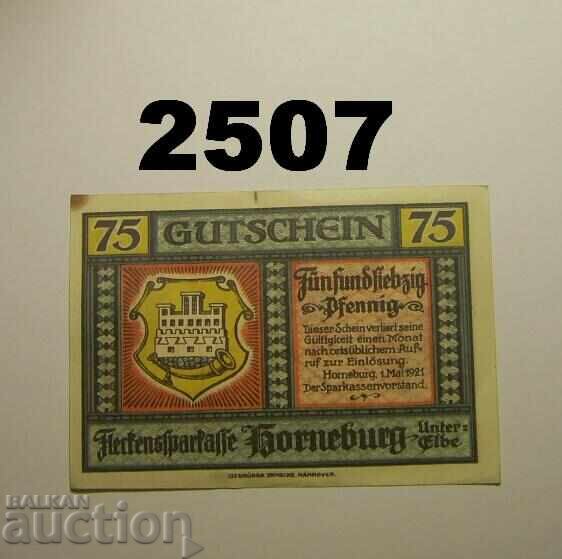 2507
75 GUTSCHEIN 75
Fünfundsiebzig
Pfennig
Dieser Schein verliert seine
Gültigkeit einen Monat
nach ortsüblichem Auf-
ruf zur Einlösung.
Horneburg, 1. Mai 1921
Der Sparkassenvorstand.
Fleckenssparkasse Horneburg Unter-
Elbe
HANNOVER.
BALKAN
auction